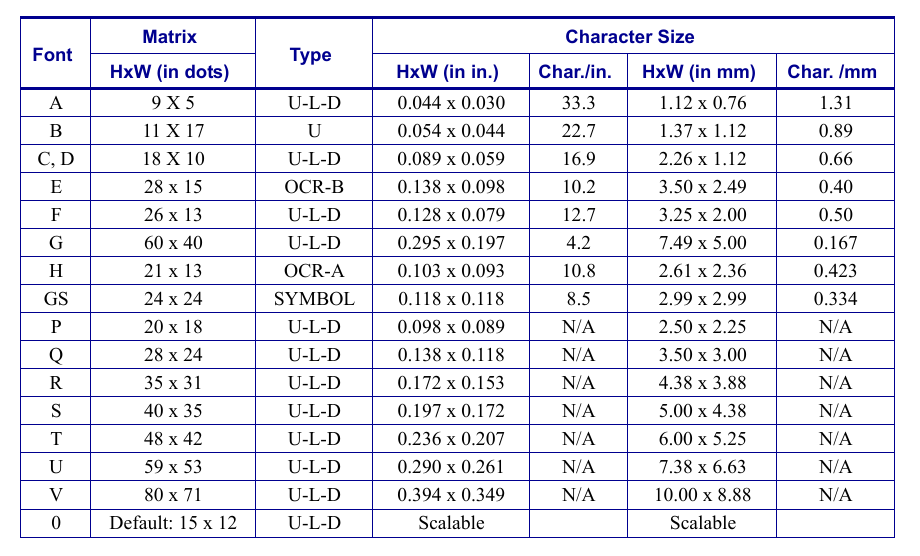 Font Matrix Type Character Size
HxW (in dots) HxW (in in.) Char./in. HxW (in mm) Char. /mm
A 9 X 5 U-L-D 0.044 x 0.030 33.3 1.12 x 0.76 1.31
B 11 X 17 U 0.054 x 0.044 22.7 1.37 x 1.12 0.89
C, D 18 X 10 U-L-D 0.089 x 0.059 16.9 2.26 x 1.12 0.66
E 28 x 15 OCR-B 0.138 x 0.098 10.2 3.50 x 2.49 0.40
F 26 x 13 U-L-D 0.128 x 0.079 12.7 3.25 x 2.00 0.50
G 60 x 40 U-L-D 0.295 x 0.197 4.2 7.49 x 5.00 0.167
H 21 x 13 OCR-A 0.103 x 0.093 10.8 2.61 x 2.36 0.423
GS 24 x 24 SYMBOL 0.118 x 0.118 8.5 2.99 x 2.99 0.334
P 20 x 18 U-L-D 0.098 x 0.089 N/A 2.50 x 2.25 N/A
Q 28 x 24 U-L-D 0.138 x 0.118 N/A 3.50 x 3.00 N/A
R 35 x 31 U-L-D 0.172 x 0.153 N/A 4.38 x 3.88 N/A
S 40 x 35 U-L-D 0.197 x 0.172 N/A 5.00 x 4.38 N/A
T 48 x 42 U-L-D 0.236 x 0.207 N/A 6.00 x 5.25 N/A
U 59 x 53 U-L-D 0.290 x 0.261 N/A 7.38 x 6.63 N/A
V 80 x 71 U-L-D 0.394 x 0.349 N/A 10.00 x 8.88 N/A
0 Default: 15 x 12 U-L-D Scalable Scalable